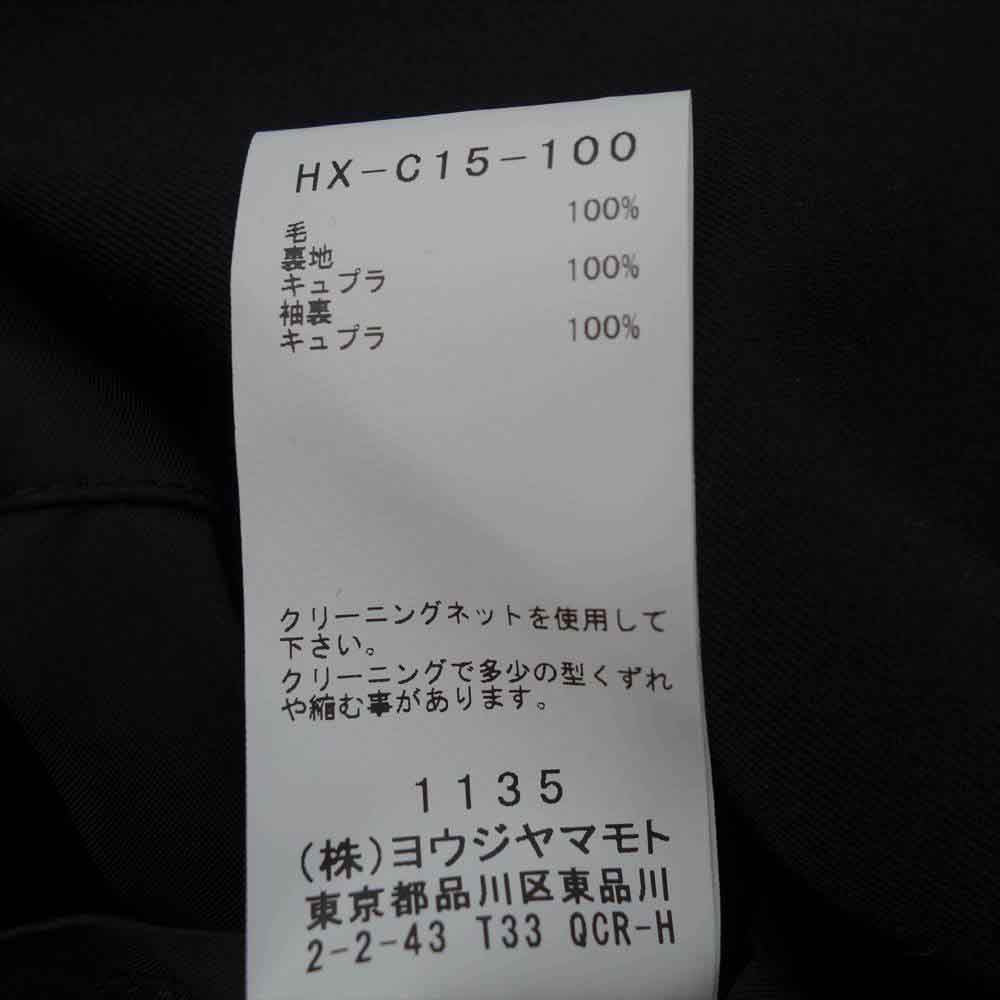 HX-C15-100
毛 100%
裏地
キュプラ 100%
袖裏
キュプラ 100%
クリーニングネットを使用して
下さい。
クリーニングで多少の型くずれ
や縮む事があります。
1135
(株)ヨウジヤマモト
東京都品川区東品川
2-2-43 T33 QCR-H